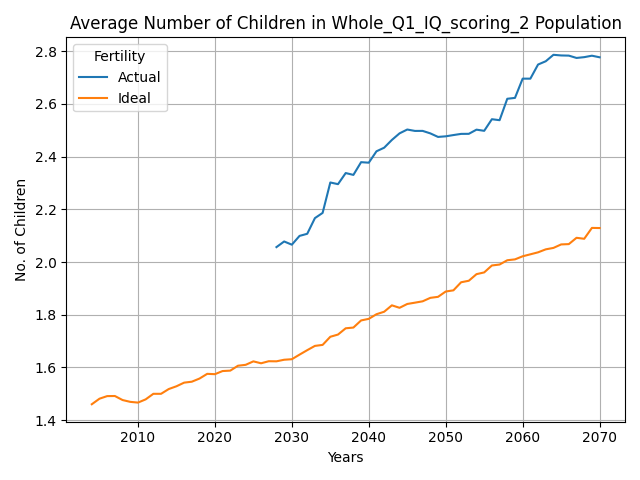 Average Number of Children in Whole_Q1_IQ_scoring_2 Population
Fertility
Actual
Ideal
No. of Children
2.8
2.6
2.4
2.2
2.0
1.8
1.6
1.4
2010 2020 2030 2040 2050 2060 2070
Years